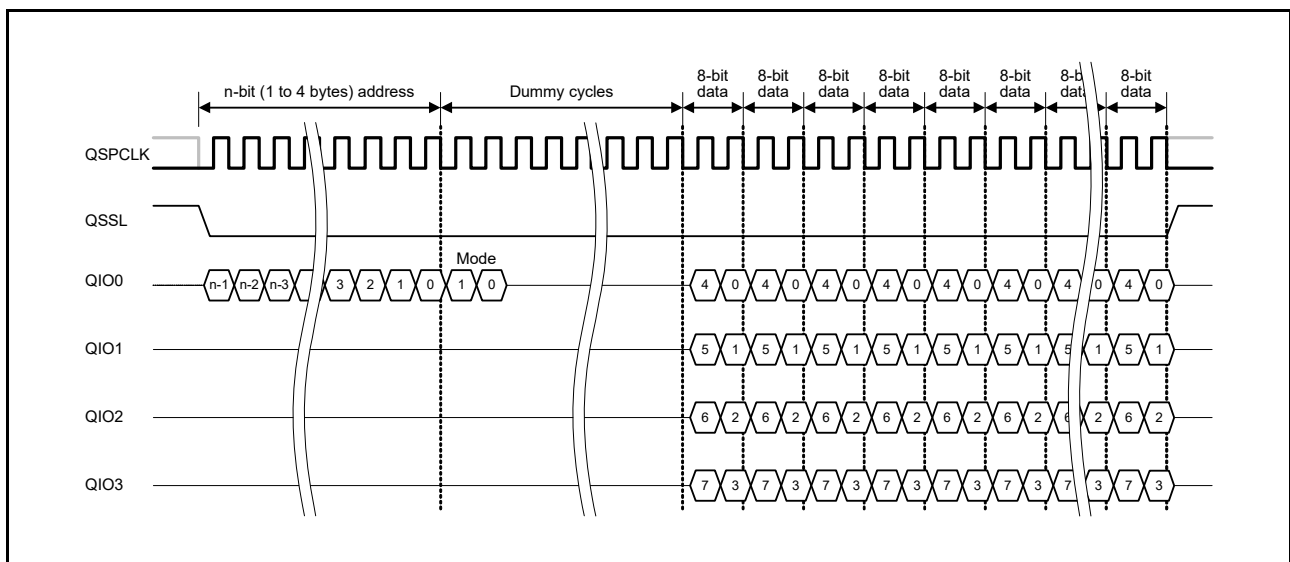 8-bit data 8-bit data 8-bit data 8-bit data 8-bit data 8-bit data 8-b data 8-bit data
n-bit (1 to 4 bytes) address Dummy cycles
QSPCLK
QSSL
Mode
QIO0 n-1 n-2 n-3 3 2 1 0 1 0 4 0 4 0 4 0 4 0 4 0 4 0 4 0 4 0
QIO1 5 1 5 1 5 1 5 1 5 1 5 1 5 1 5 1
QIO2 6 2 6 2 6 2 6 2 6 2 6 2 6 2 6 2
QIO3 7 3 7 3 7 3 7 3 7 3 7 3 7 3 7 3